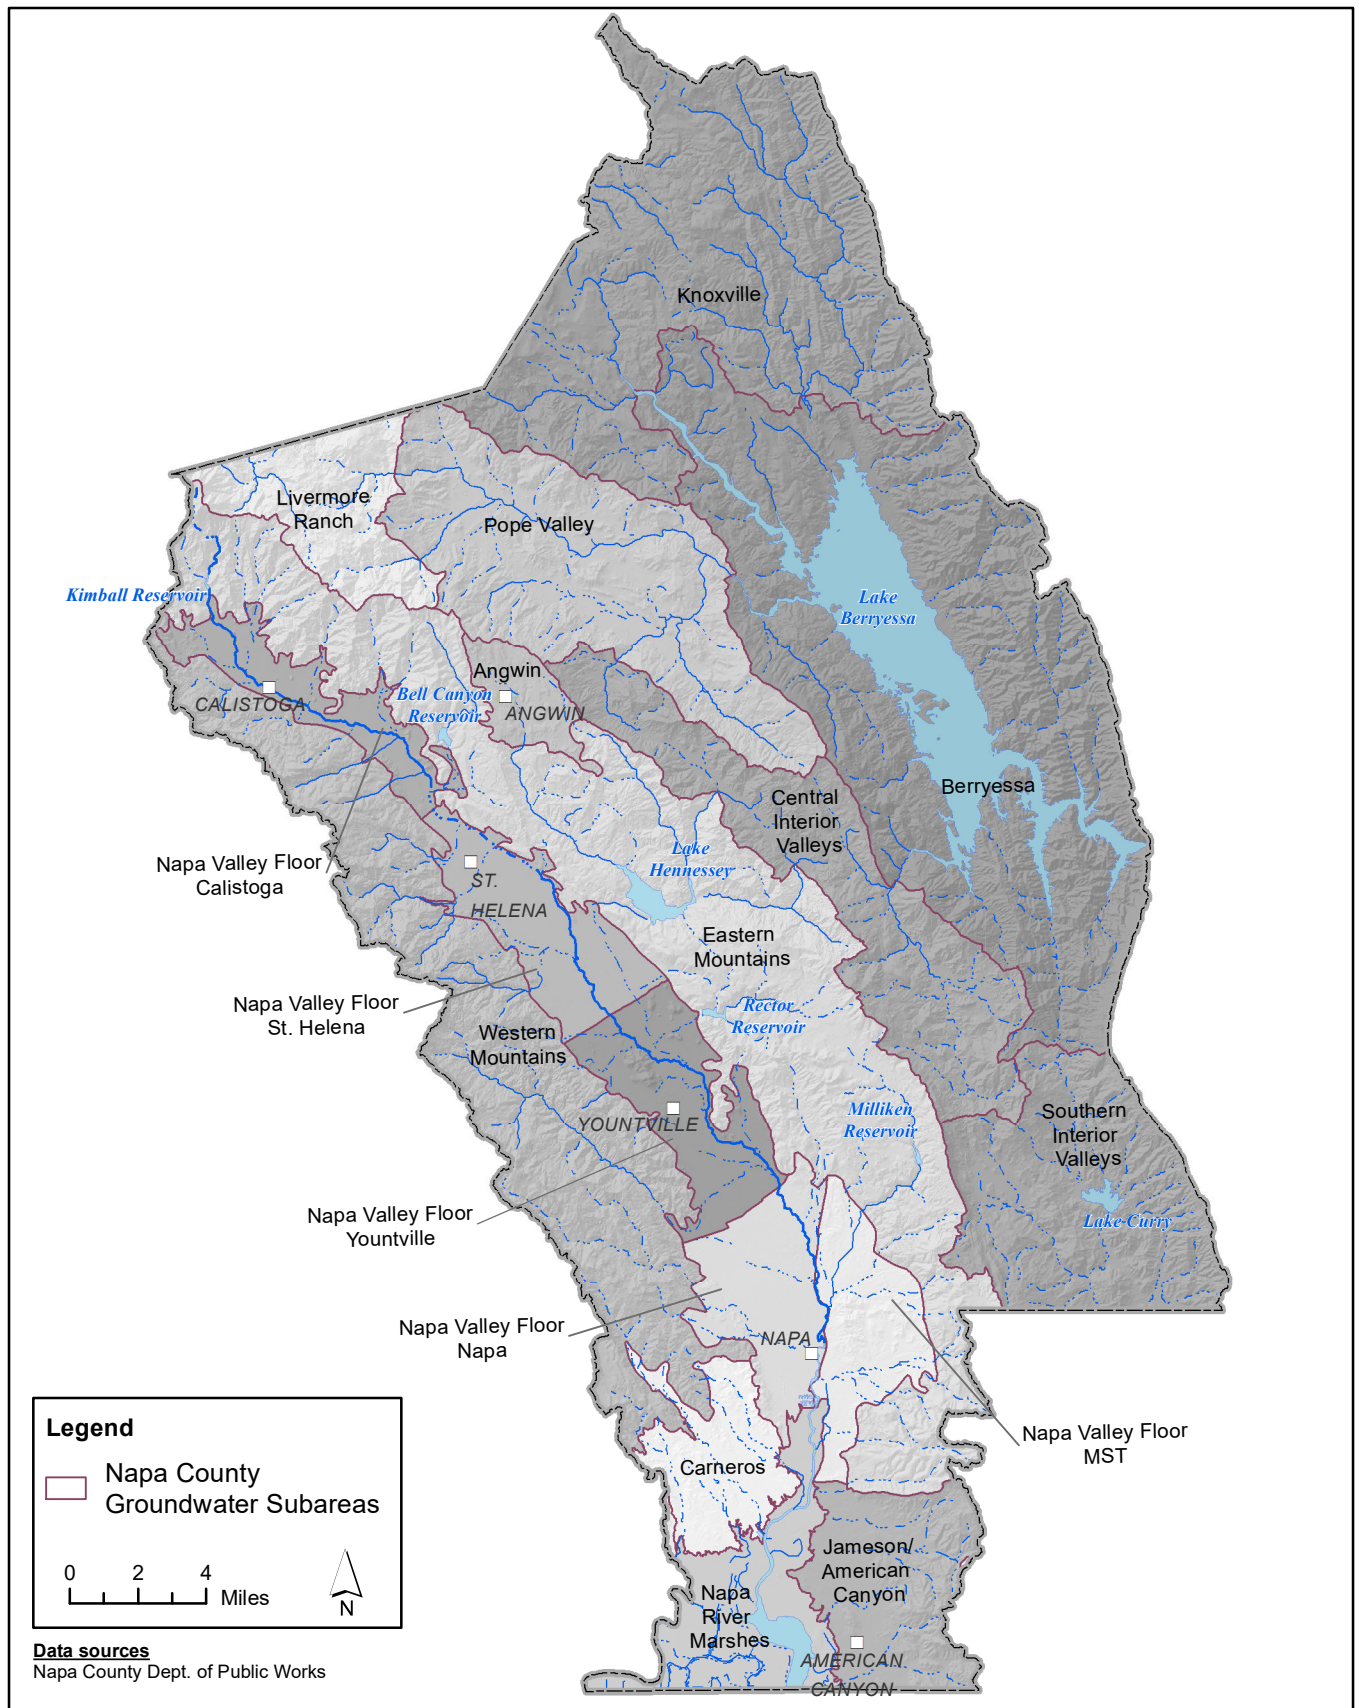 Knoxville
Livermore
Ranch
Pope Valley
Kimball Reservoir
Lake
Berryessa
Angwin
CALISTOGA
Bell Canyon
Reservoir
ANGWIN
Berryessa
Central
Interior
Valleys
Napa Valley Floor
Calistoga
Lake
Hennessey
ST.
HELENA
Eastern
Mountains
Napa Valley Floor
St. Helena
Rector
Reservoir
Western
Mountains
YOUNTVILLE
Milliken
Reservoir
Southern
Interior
Valleys
Napa Valley Floor
Yountville
Lake Curry
Napa Valley Floor
Napa
NAPA
Napa Valley Floor
MST
Carneros
Jameson/
American
Canyon
Napa
River
Marshes
AMERICAN
CANYON
Legend
Napa County
Groundwater Subareas
0 2 4
Miles
N
Data sources
Napa County Dept. of Public Works